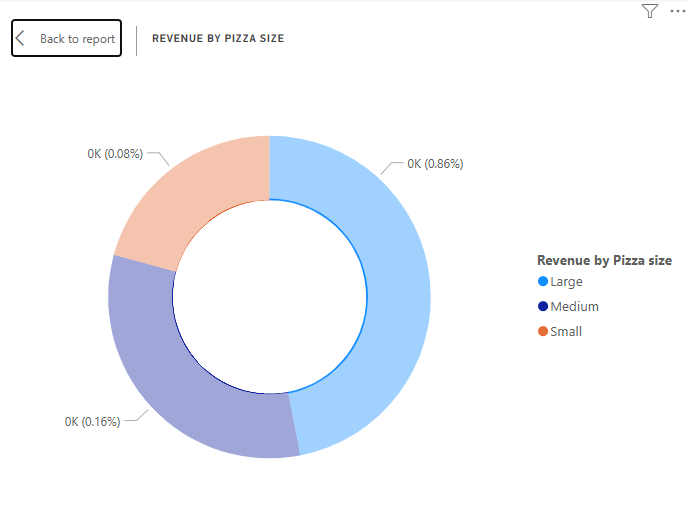 Back to report
REVENUE BY PIZZA SIZE
0K (0.08%)
0K (0.86%)
0K (0.16%)
Revenue by Pizza size
Large
Medium
Small